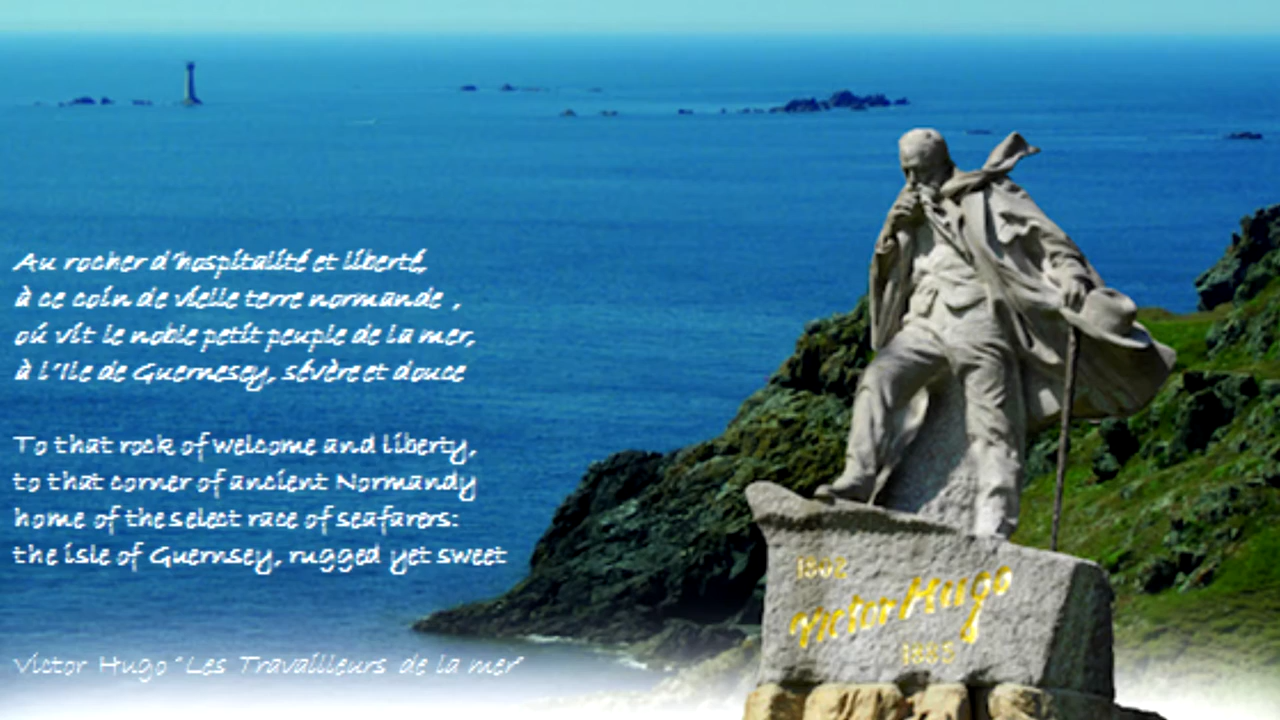 Au rocher d'hospitalité et liberté,
à ce coin de vielle terre normande ,
oú vit le noble petit peuple de la mer,
à l'Ile de Guernesey, sévère et douce
To that rock of welcome and liberty,
to that corner of ancient Normandy
home of the select race of seafarers:
the isle of Guernsey, rugged yet sweet
Victor Hugo "Les Travailleurs de la mer"
1802
Victor Hugo
1885